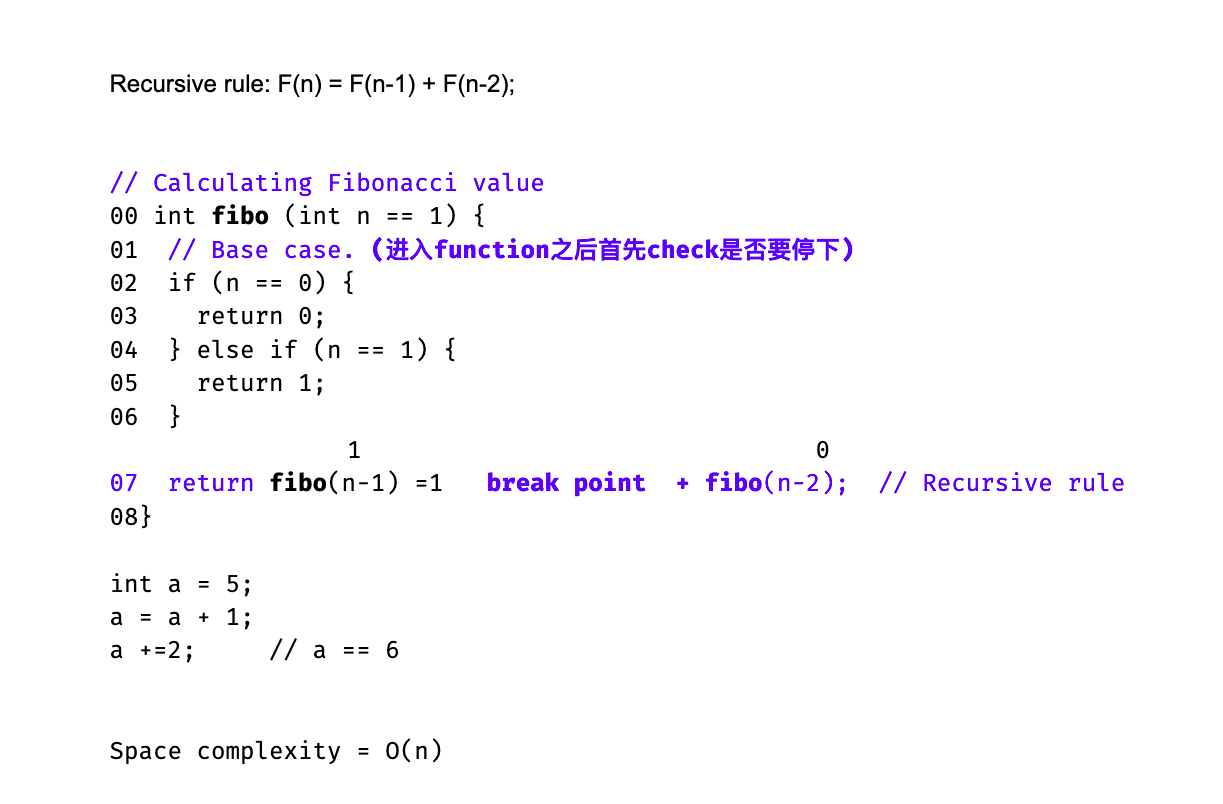 Recursive rule: F(n) = F(n-1) + F(n-2);
// Calculating Fibonacci value
00 int fibo (int n == 1) {
01  // Base case. (进入function之后首先check是否要停下)
02  if (n == 0) {
03    return 0;
04  } else if (n == 1) {
05    return 1;
06  }
1 0
07  return fibo(n-1) =1   break point  + fibo(n-2);  // Recursive rule
08}
int a = 5;
a = a + 1;
a +=2;     // a == 6
Space complexity = O(n)